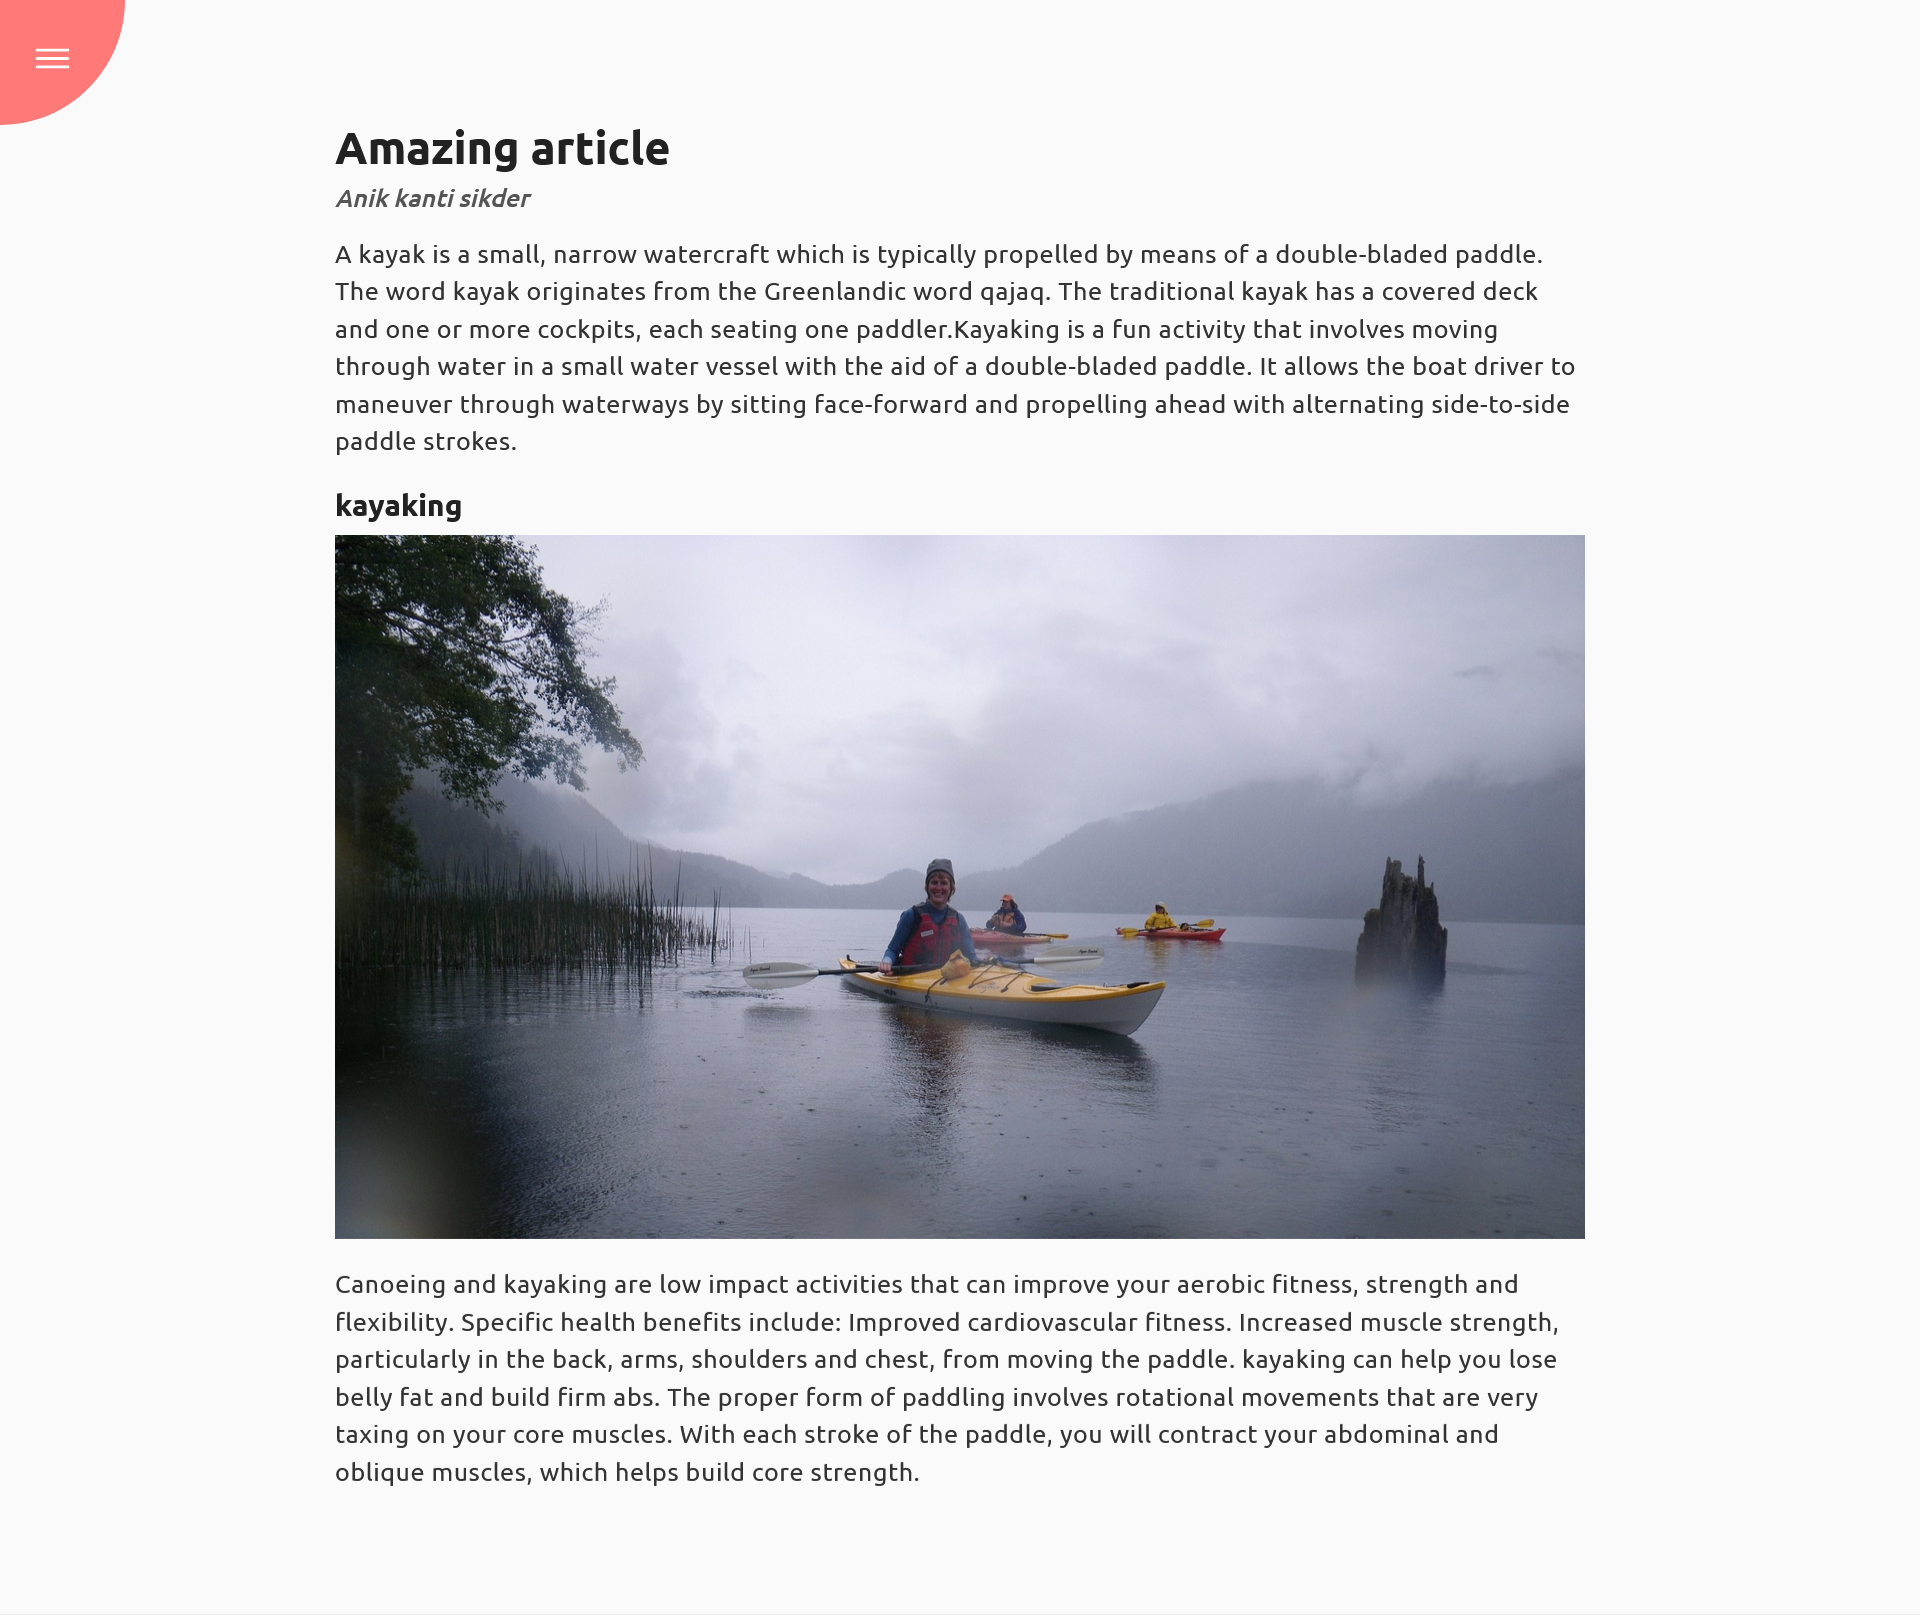 Amazing article
Anik kanti sikder
A kayak is a small, narrow watercraft which is typically propelled by means of a double-bladed paddle.
The word kayak originates from the Greenlandic word qajaq. The traditional kayak has a covered deck
and one or more cockpits, each seating one paddler.Kayaking is a fun activity that involves moving
through water in a small water vessel with the aid of a double-bladed paddle. It allows the boat driver to
maneuver through waterways by sitting face-forward and propelling ahead with alternating side-to-side
paddle strokes.
kayaking
Canoeing and kayaking are low impact activities that can improve your aerobic fitness, strength and
flexibility. Specific health benefits include: Improved cardiovascular fitness. Increased muscle strength,
particularly in the back, arms, shoulders and chest, from moving the paddle. kayaking can help you lose
belly fat and build firm abs. The proper form of paddling involves rotational movements that are very
taxing on your core muscles. With each stroke of the paddle, you will contract your abdominal and
oblique muscles, which helps build core strength.